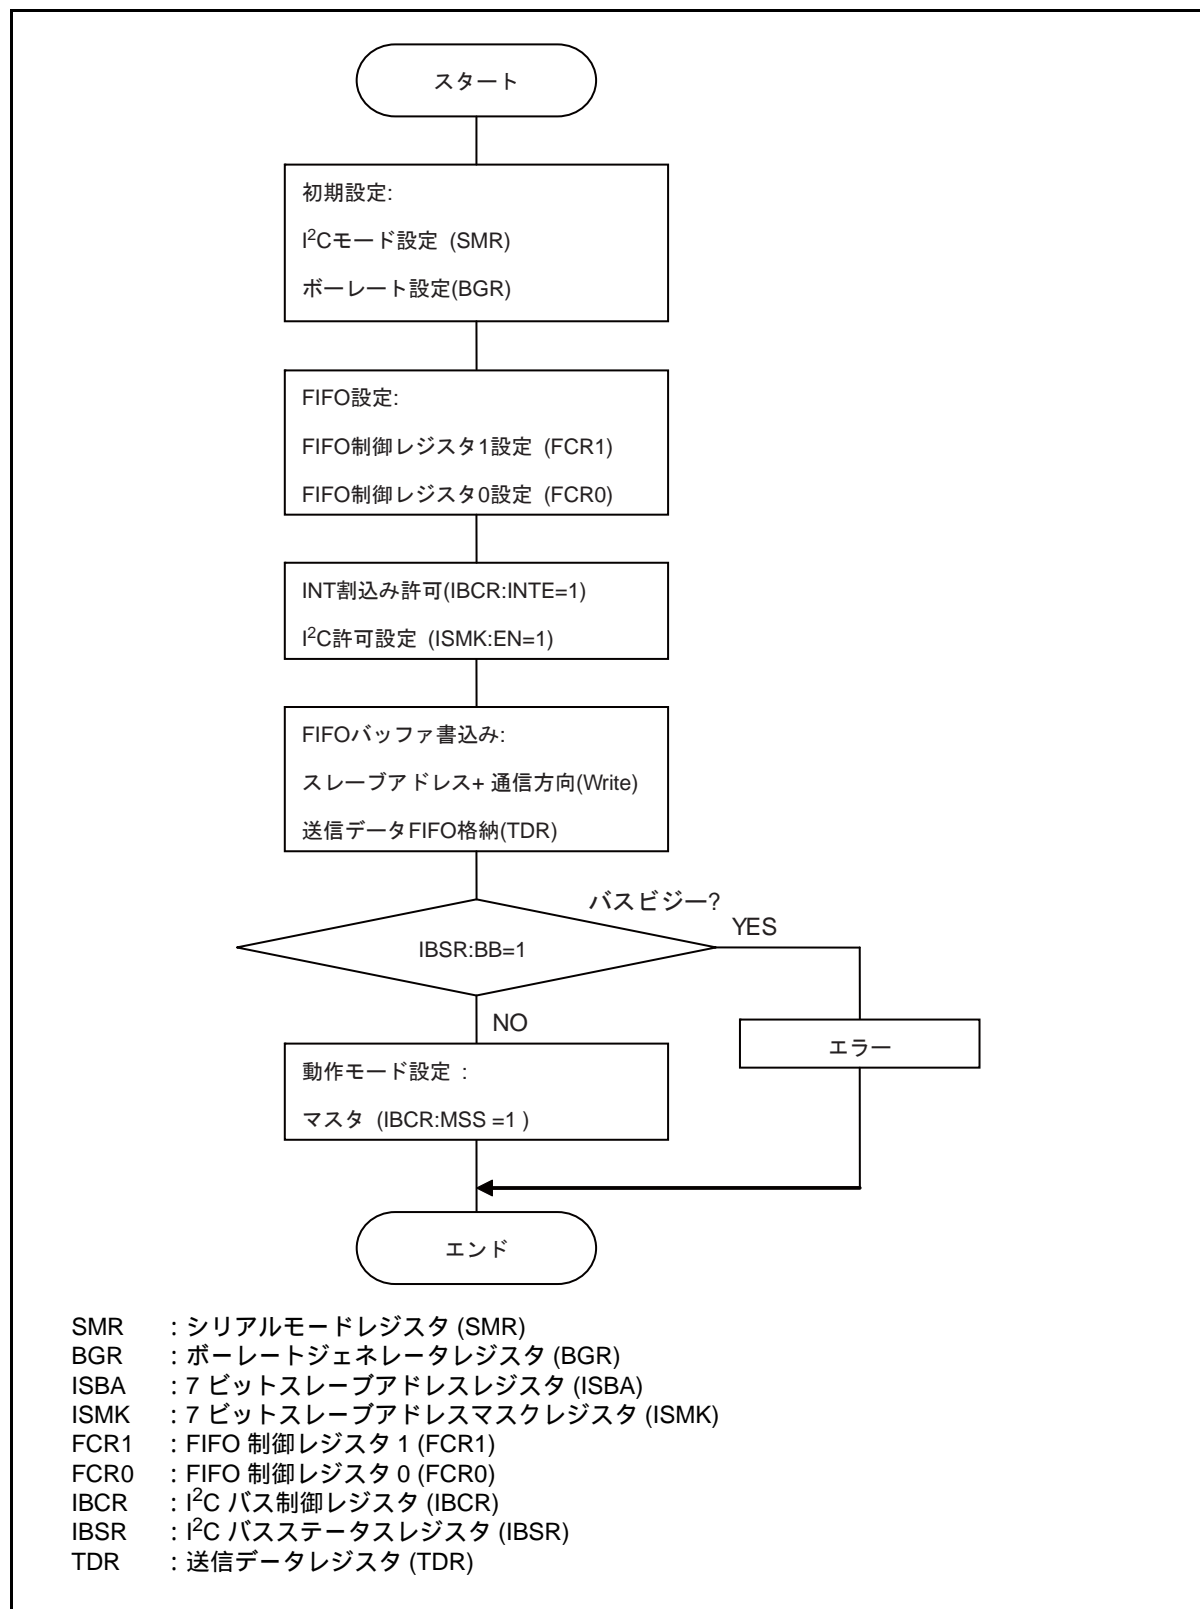 スタート
初期設定:
I²Cモード設定 (SMR)
ボーレート設定(BGR)
FIFO設定:
FIFO制御レジスタ1設定 (FCR1)
FIFO制御レジスタ0設定 (FCR0)
INT割込み許可(IBCR:INTE=1)
I²C許可設定 (ISMK:EN=1)
FIFOバッファ書込み:
スレーブアドレス+ 通信方向(Write)
送信データFIFO格納(TDR)
バスビジー?
YES
IBSR:BB=1
NO
エラー
動作モード設定 :
マスタ (IBCR:MSS =1 )
エンド
SMR : シリアルモードレジスタ (SMR)
BGR : ボーレートジェネレータレジスタ (BGR)
ISBA : 7 ビットスレーブアドレスレジスタ (ISBA)
ISMK : 7 ビットスレーブアドレスマスクレジスタ (ISMK)
FCR1 : FIFO 制御レジスタ 1 (FCR1)
FCR0 : FIFO 制御レジスタ 0 (FCR0)
IBCR : I²C バス制御レジスタ (IBCR)
IBSR : I²C バスステータスレジスタ (IBSR)
TDR : 送信データレジスタ (TDR)